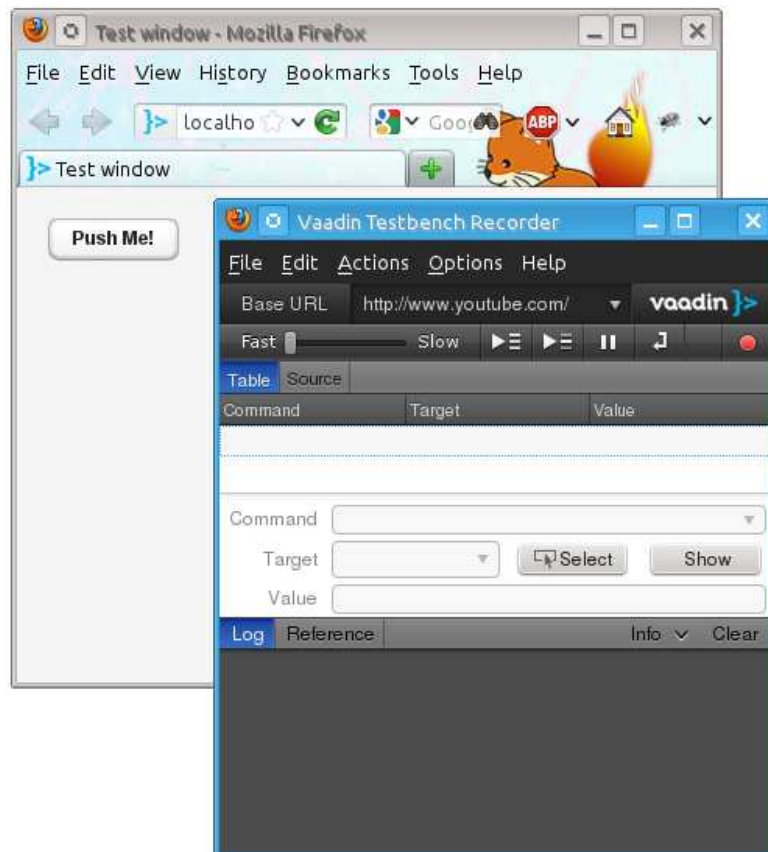 Test window - Mozilla Firefox
File Edit View History Bookmarks Tools Help
localho
Goo
ABP
Test window
Push Me!
Vaadin Testbench Recorder
File Edit Actions Options Help
Base URL http://www.youtube.com/ vaadin }>
Fast Slow
Table Source
Command Target Value
Command
Target Select Show
Value
Log Reference Info Clear